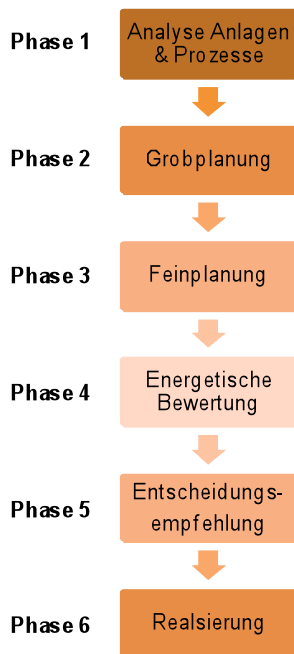 Phase 1
Analyse Anlagen
& Prozesse
Phase 2
Grobplanung
Phase 3
Feinplanung
Phase 4
Energetische
Bewertung
Phase 5
Entscheidungs-
empfehlung
Phase 6
Realsierung